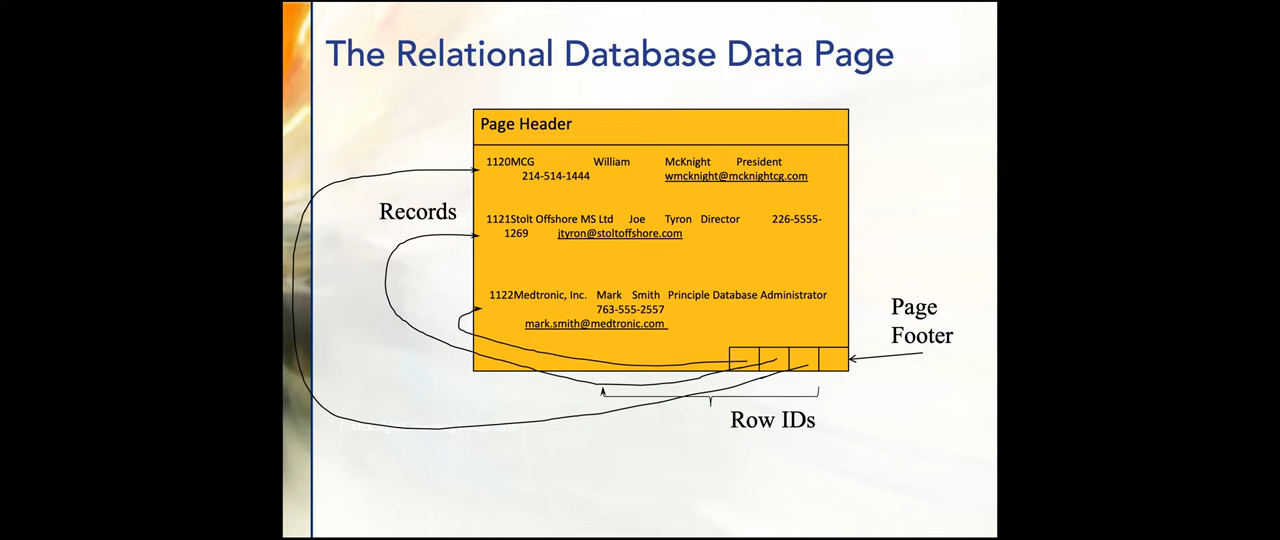 The Relational Database Data Page
Page Header
1120MCG William McKnight President
214-514-1444 wmcknight@mcknightcg.com
Records
1121Stolt Offshore MS Ltd Joe Tyron Director 226-5555-
1269 jtyron@stoltoffshore.com
1122Medtronic, Inc. Mark Smith Principle Database Administrator
763-555-2557
mark.smith@medtronic.com
Page
Footer
Row IDs